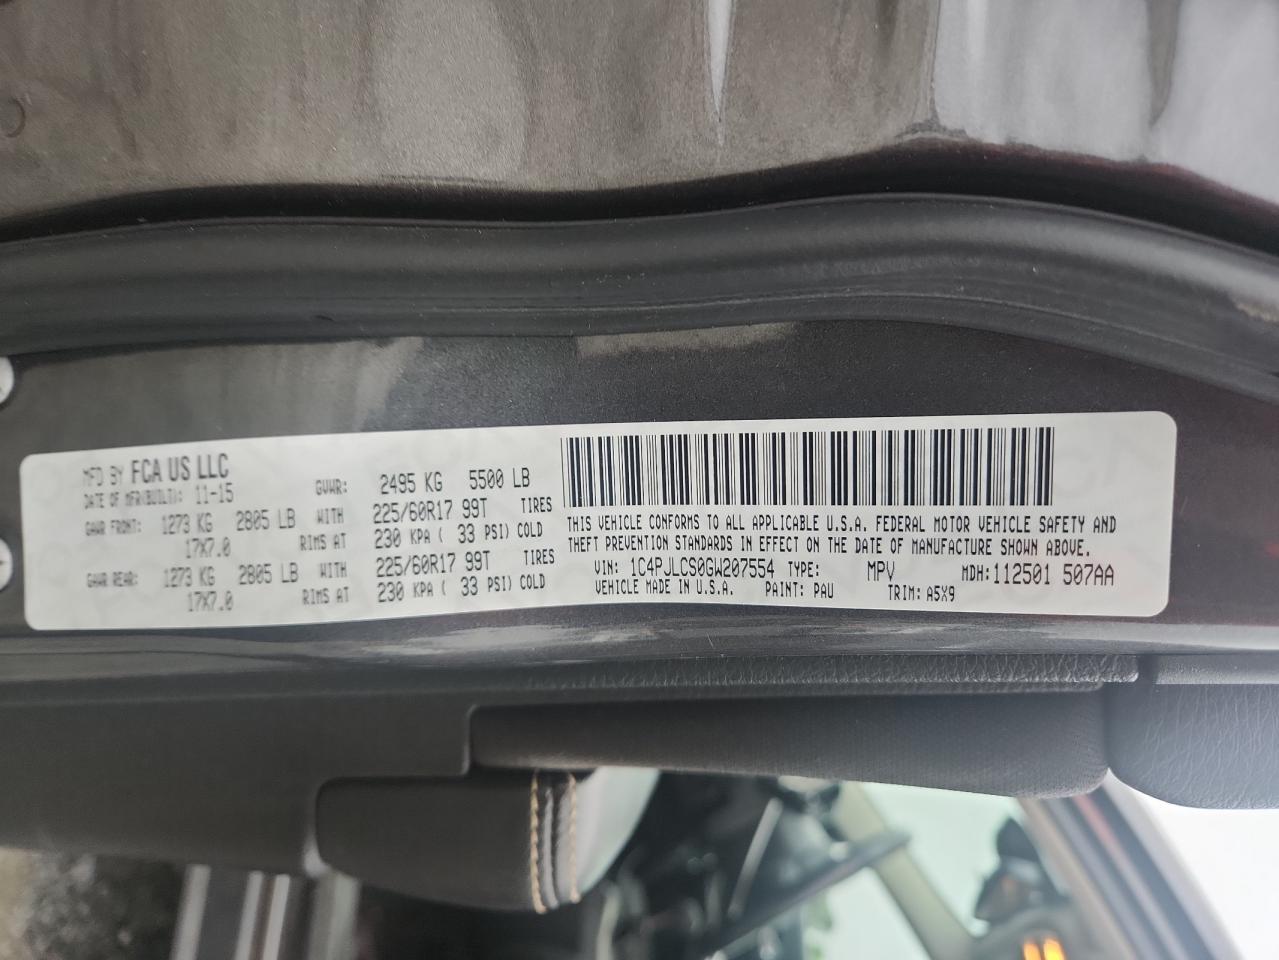 MFD BY FCA US LLC
DATE OF MFR(BUILT): 11-15 GVWR: 2495 KG 5500 LB
GAWR FRONT: 1273 KG 2805 LB WITH 225/60R17 99T TIRES
17X7.0 RIMS AT 230 KPA ( 33 PSI) COLD
GAWR REAR: 1273 KG 2805 LB WITH 225/60R17 99T TIRES
17X7.0 RIMS AT 230 KPA ( 33 PSI) COLD
THIS VEHICLE CONFORMS TO ALL APPLICABLE U.S.A. FEDERAL MOTOR VEHICLE SAFETY AND
THEFT PREVENTION STANDARDS IN EFFECT ON THE DATE OF MANUFACTURE SHOWN ABOVE.
VIN: 1C4PJLCS0GW207554 TYPE: MPV MDH:112501 507AA
VEHICLE MADE IN U.S.A. PAINT: PAU TRIM: A5X9